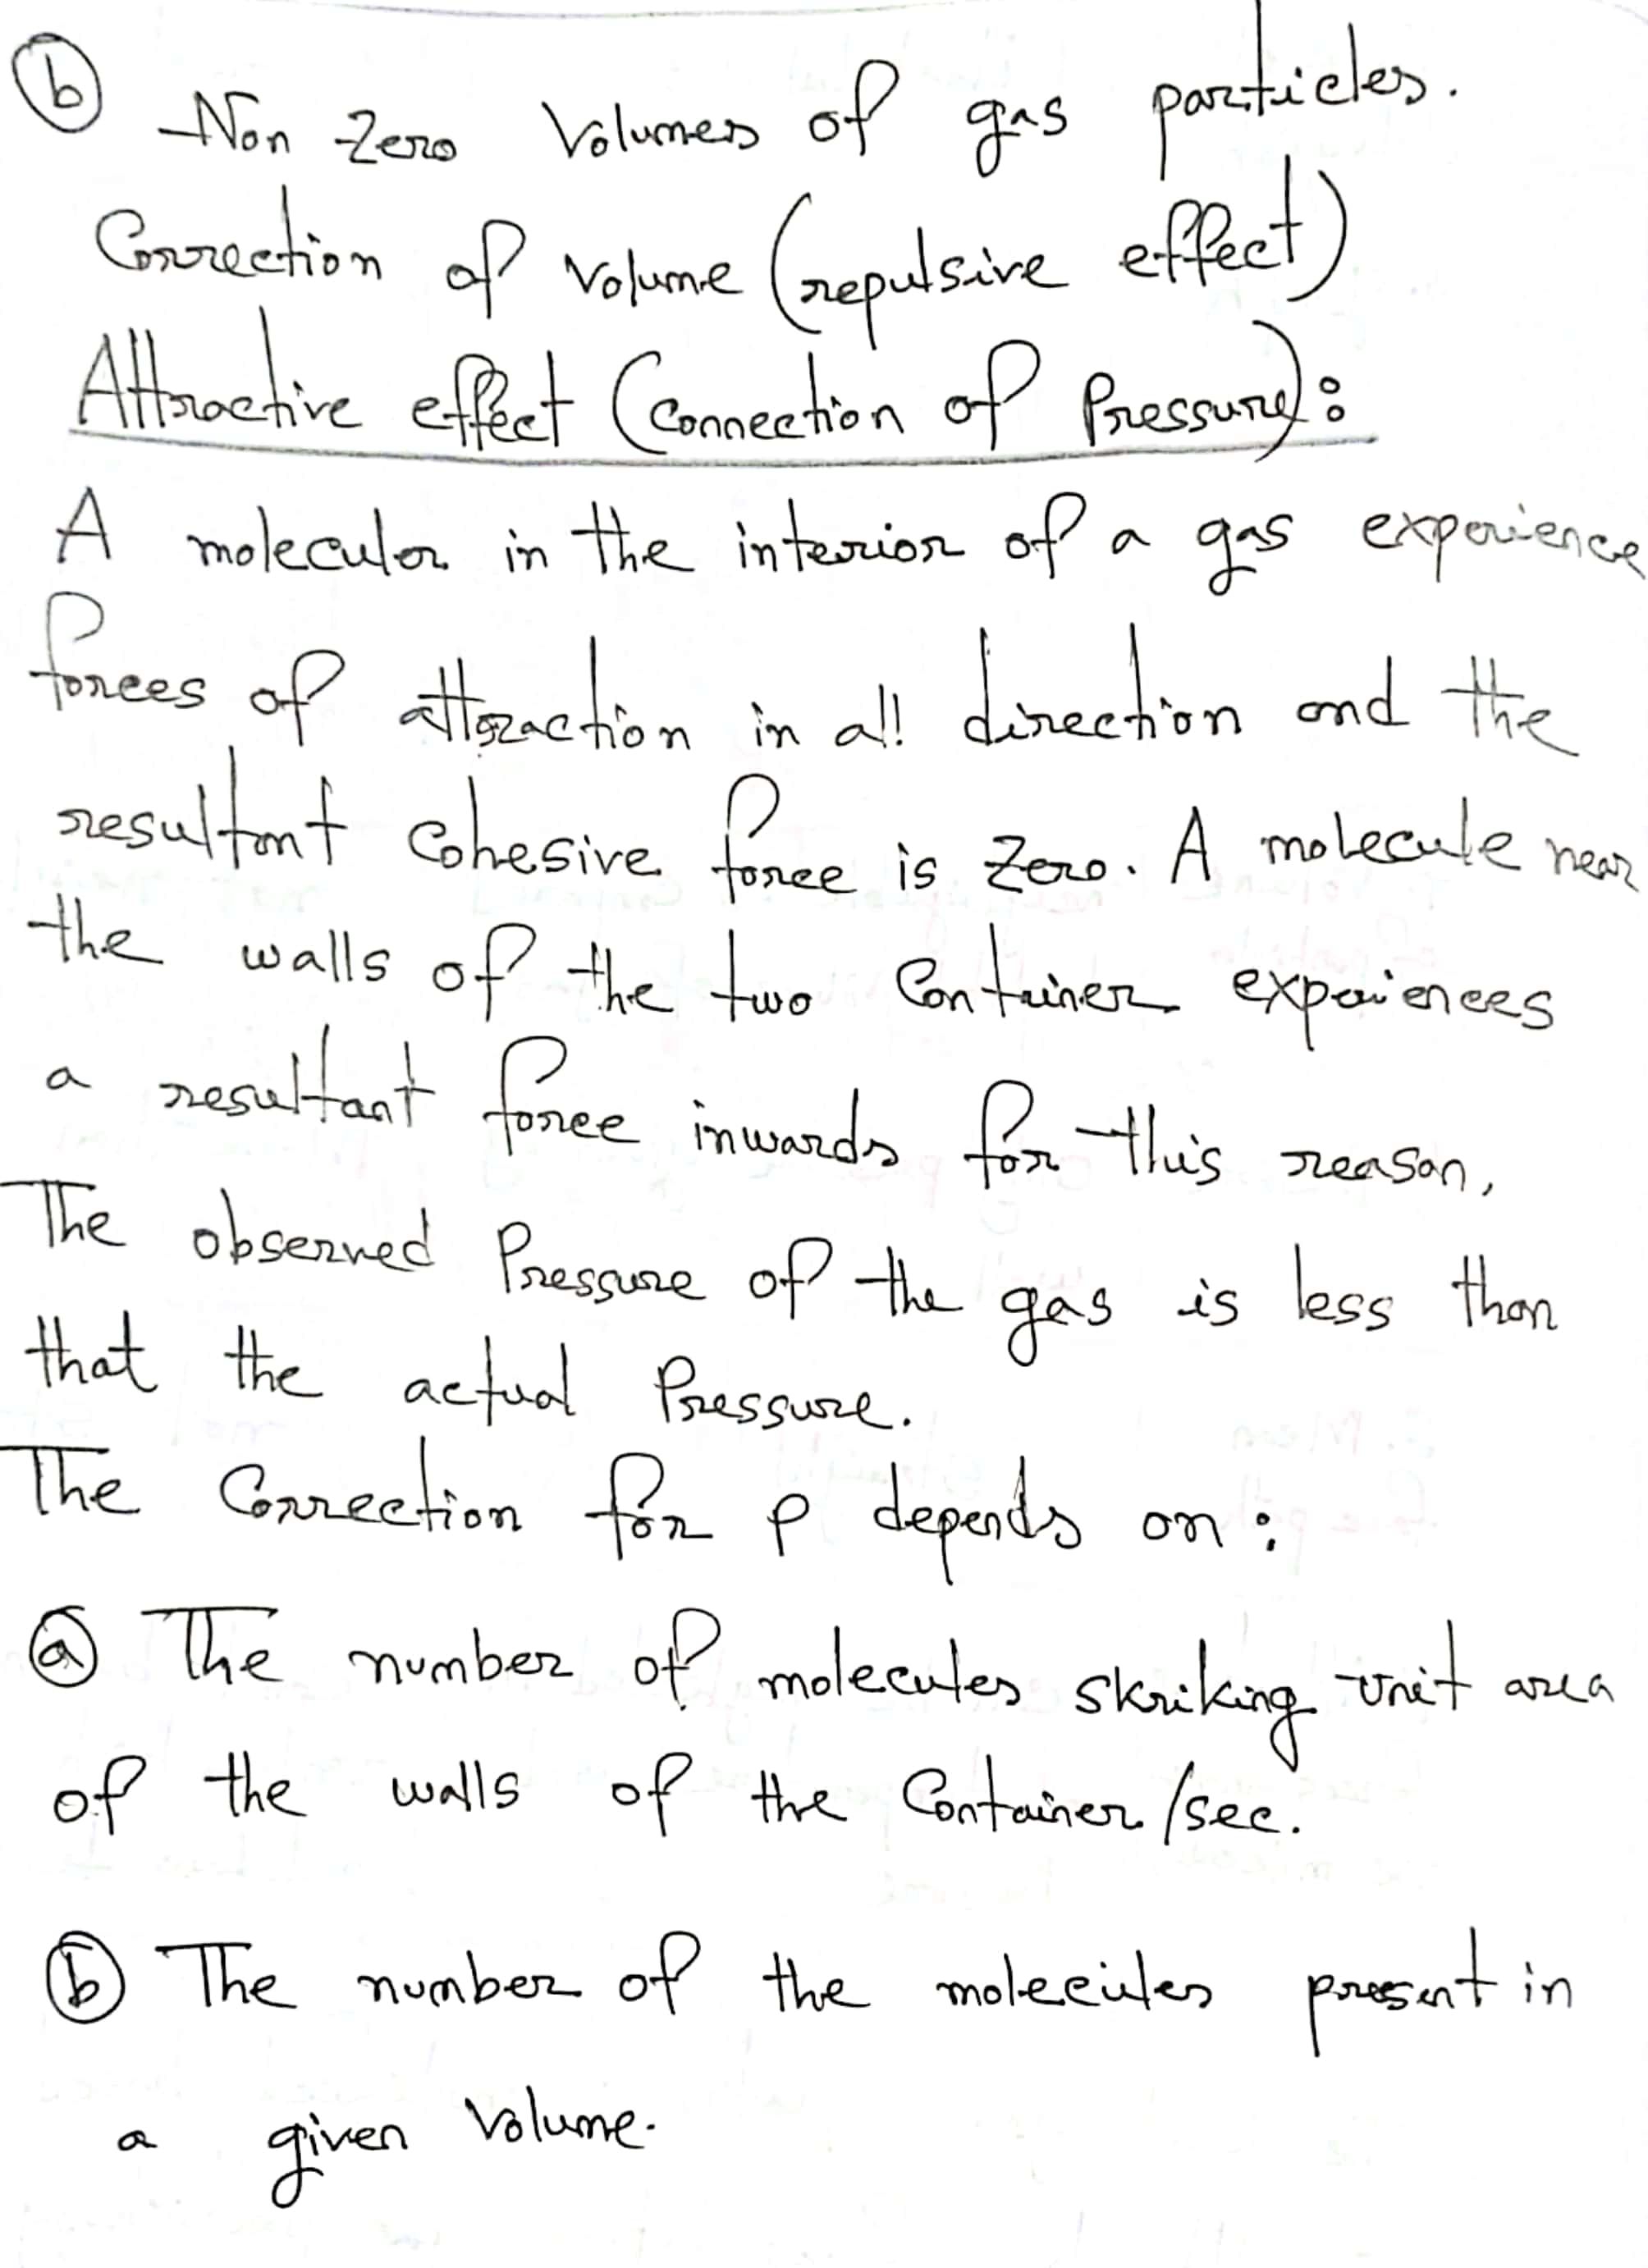 ⓑ Non Zero Volumes of gas particles.
Correction of volume (repulsive effect)
Attractive effect (Connection of Pressure):
A moleculer in the interior of a gas experience
forces of attraction in all direction and the
resultant cohesive force is zero. A molecule near
the walls of the two Container experiences
a resultant force inwards for this reason,
The observed Pressure of the gas is less than
that the actual Pressure.
The Correction for P depends on:
ⓐ The number of molecules skriking unit area
of the walls of the Container/sec.
ⓑ The number of the molecules present in
a given Volume.